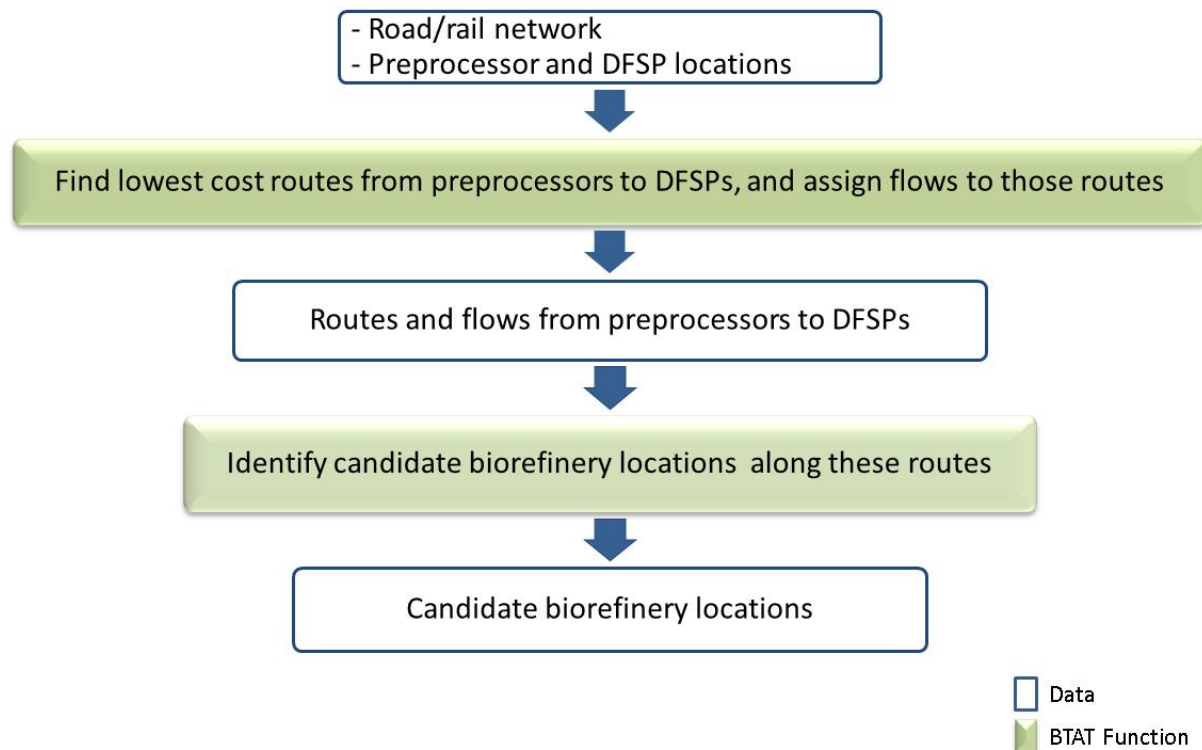 - Road/rail network
- Preprocessor and DFSP locations
Find lowest cost routes from preprocessors to DFSPs, and assign flows to those routes
Routes and flows from preprocessors to DFSPs
Identify candidate biorefinery locations along these routes
Candidate biorefinery locations
Data
BTAT Function